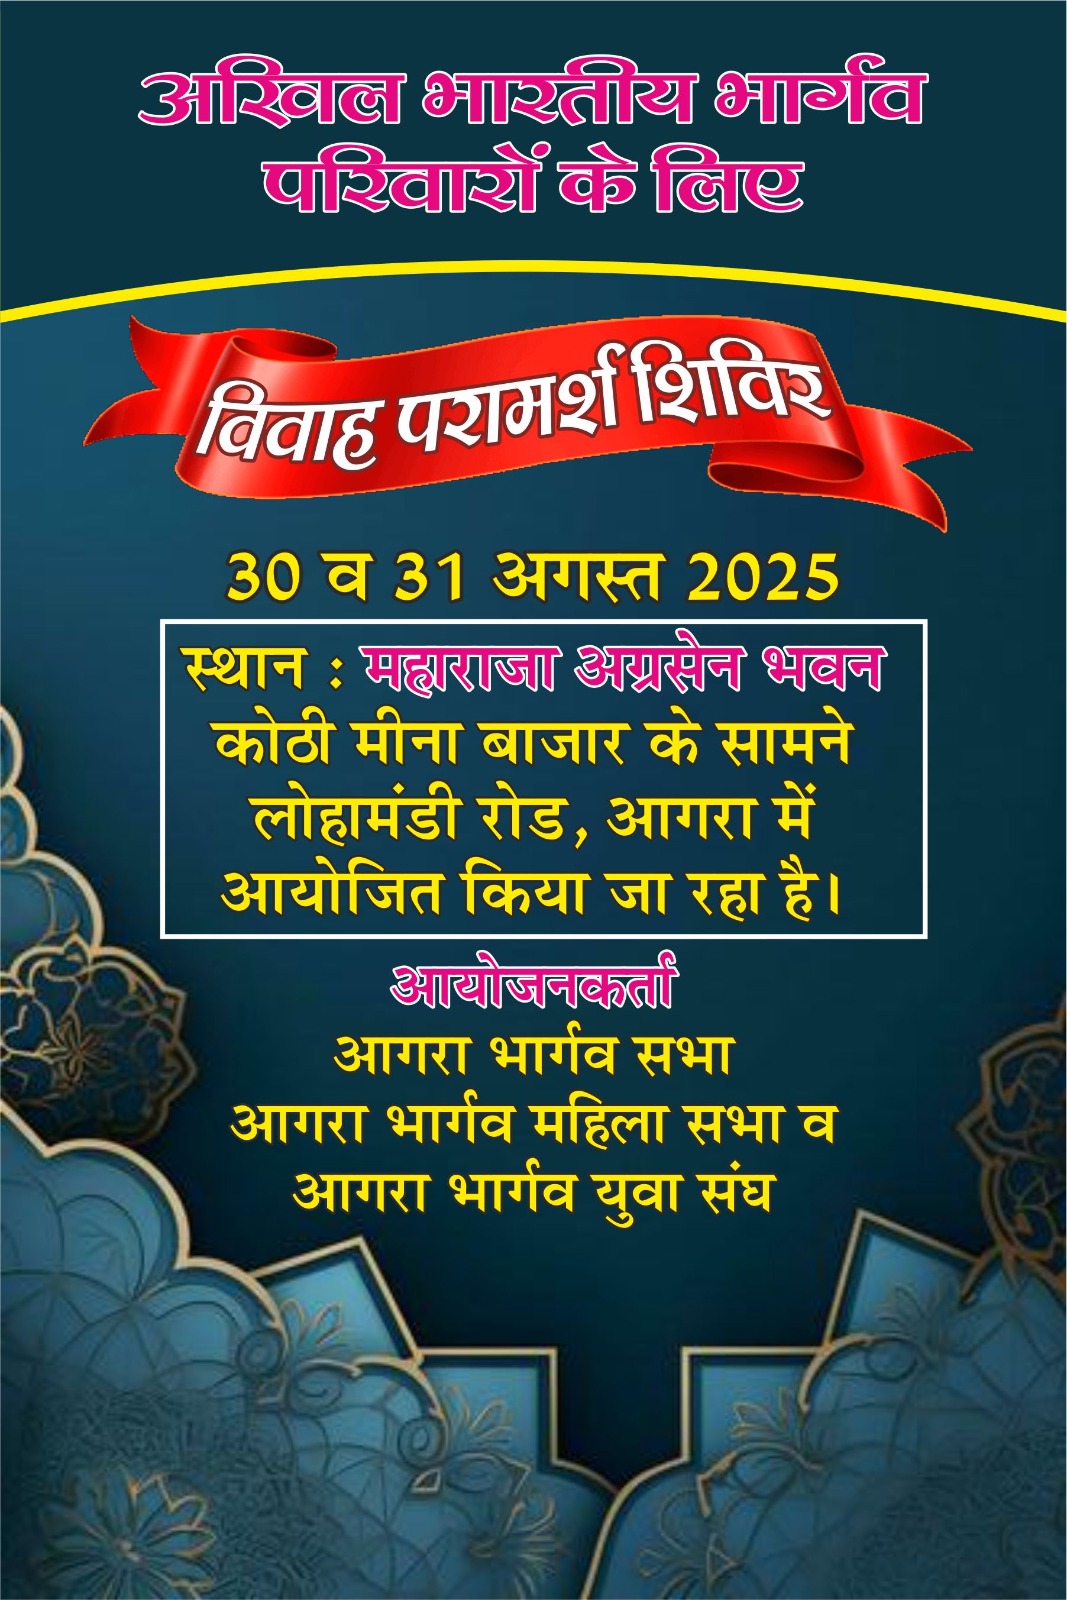 अखिल भारतीय भार्गव
परिवारों के लिए
विवाह परामर्श शिविर
30 व 31 अगस्त 2025
स्थान : महाराजा अग्रसेन भवन
कोठी मीना बाजार के सामने
लोहामंडी रोड, आगरा में
आयोजित किया जा रहा है।
आयोजनकर्ता
आगरा भार्गव सभा
आगरा भार्गव महिला सभा व
आगरा भार्गव युवा संघ